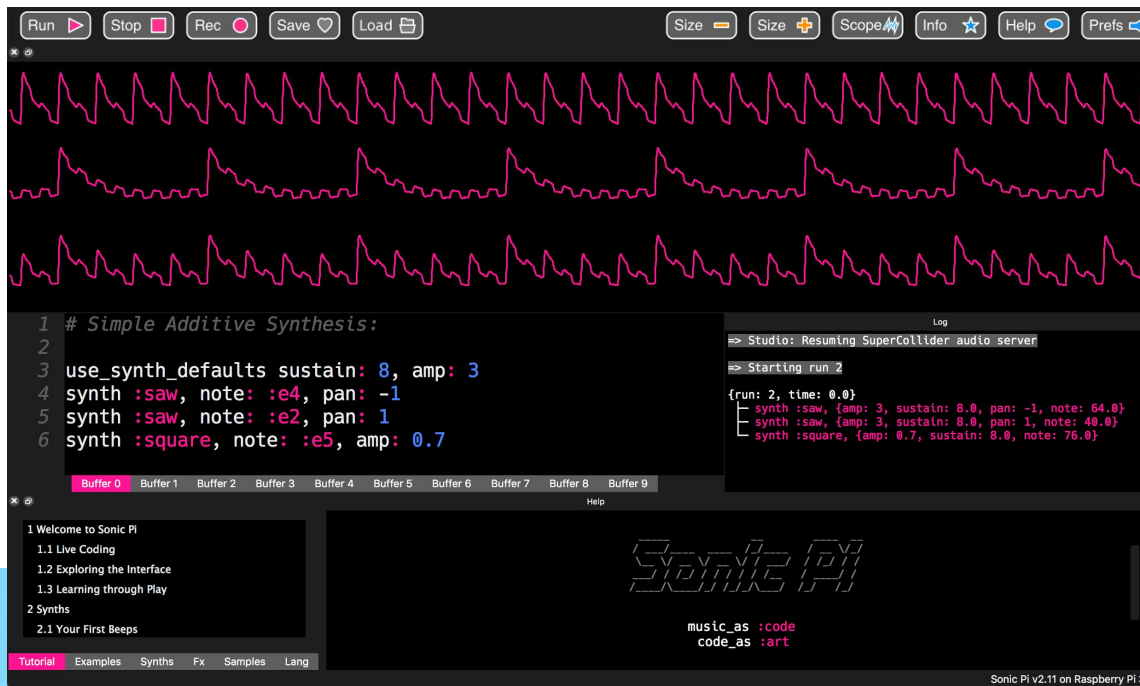 Run Stop Rec Save Load Size Size Scope Info Help Prefs
1 # Simple Additive Synthesis:
2
3 use_synth_defaults sustain: 8, amp: 3
4 synth :saw, note: :e4, pan: -1
5 synth :saw, note: :e2, pan: 1
6 synth :square, note: :e5, amp: 0.7
Buffer 0 Buffer 1 Buffer 2 Buffer 3 Buffer 4 Buffer 5 Buffer 6 Buffer 7 Buffer 8 Buffer 9
Log
=> Studio: Resuming SuperCollider audio server
=> Starting run 2
{run: 2, time: 0.0}
synth :saw, {amp: 3, sustain: 8.0, pan: -1, note: 64.0}
synth :saw, {amp: 3, sustain: 8.0, pan: 1, note: 40.0}
synth :square, {amp: 0.7, sustain: 8.0, note: 76.0}
Help
1 Welcome to Sonic Pi
1.1 Live Coding
1.2 Exploring the Interface
1.3 Learning through Play
2 Synths
2.1 Your First Beeps
Tutorial Examples Synths Fx Samples Lang
Sonic Pi
music_as :code
code_as :art
Sonic Pi v2.11 on Raspberry Pi